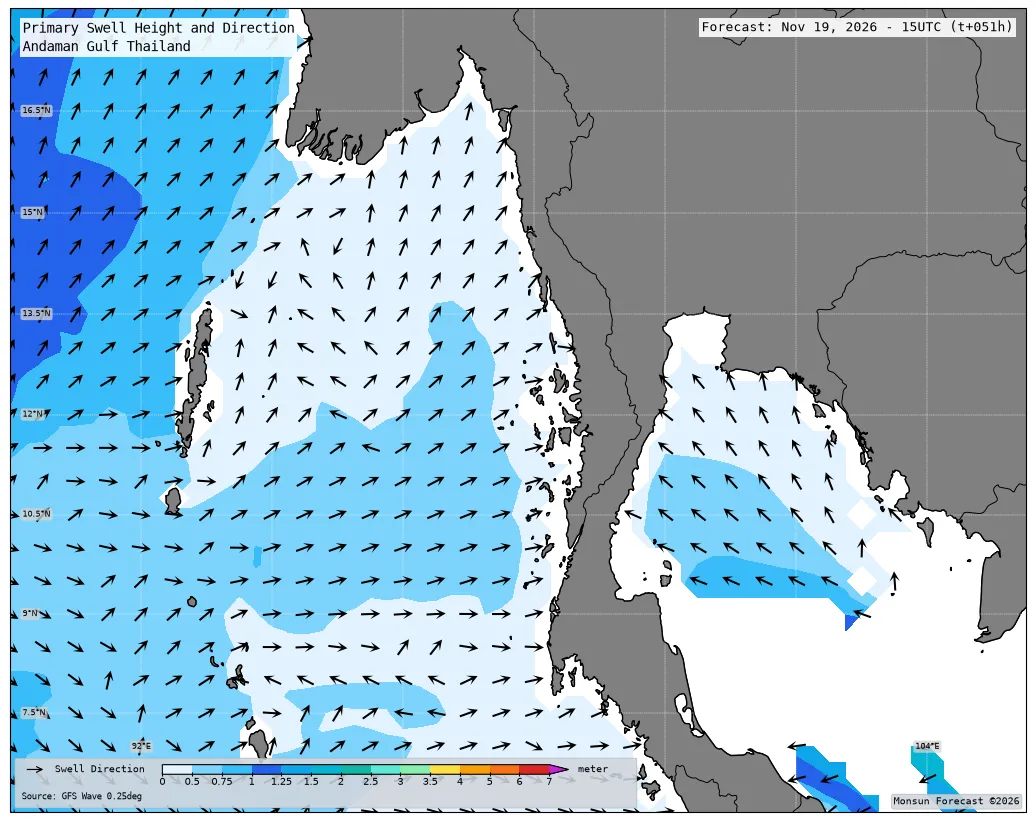 Primary Swell Height and Direction
Andaman Gulf Thailand
Forecast: Nov 19, 2026 - 15UTC (t+051h)
16.5°N
15°N
13.5°N
12°N
10.5°N
9°N
7.5°N
92°E
104°E
Swell Direction
0 0.5 0.75 1.25 1.5 2 2.5 3 3.5 4 5 6 7
meter
Source: GFS Wave 0.25deg
Monsun Forecast ©2026